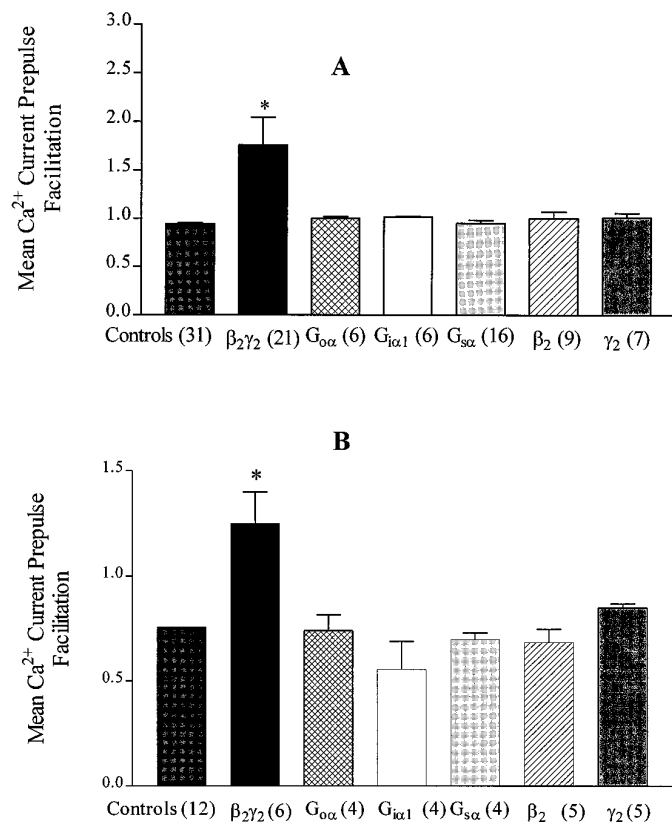 A
Mean Ca²⁺ Current Prepulse
Facilitation
3.0
2.5
2.0
1.5
1.0
0.5
0.0
*
Controls (31) β₂γ₂ (21) Gₒα (6) Gᵢα₁ (6) Gₛα (16) β₂ (9) γ₂ (7)
B
Mean Ca²⁺ Current Prepulse
Facilitation
1.5
1.0
0.5
0.0
*
Controls (12) β₂γ₂ (6) Gₒα (4) Gᵢα₁ (4) Gₛα (4) β₂ (5) γ₂ (5)